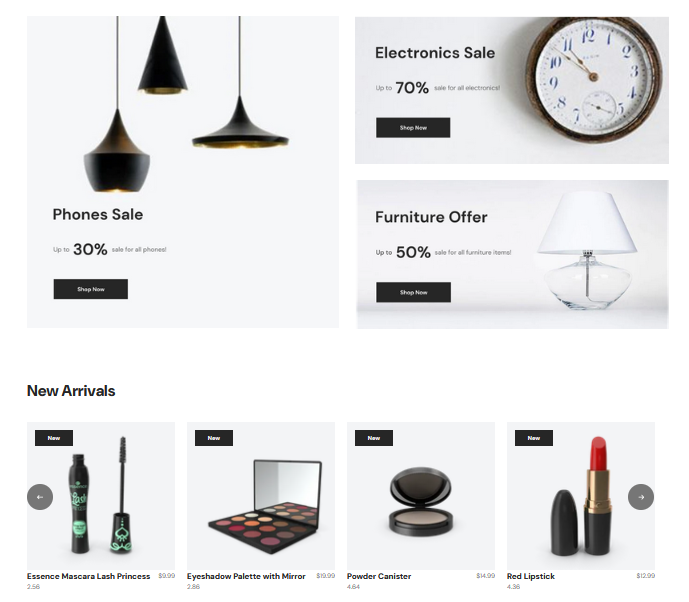 Phones Sale
Up to 30% sale for all phones!
Shop Now
Electronics Sale
Up to 70% sale for all electronics!
Shop Now
Furniture Offer
Up to 50% sale for all furniture items!
Shop Now
New Arrivals
New
New
New
New
←
→
Essence Mascara Lash Princess $9.99
2.56
Eyeshadow Palette with Mirror $19.99
2.86
Powder Canister $14.99
4.64
Red Lipstick $12.99
4.36